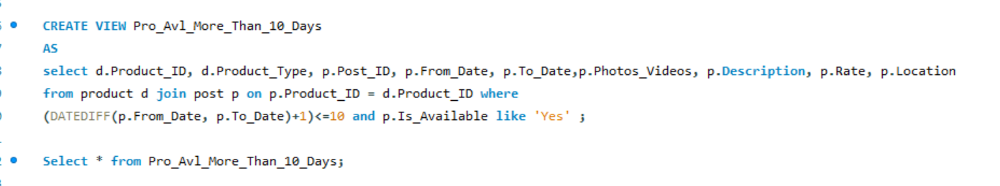 CREATE VIEW Pro_Avl_More_Than_10_Days
AS
select d.Product_ID, d.Product_Type, p.Post_ID, p.From_Date, p.To_Date,p.Photos_Videos, p.Description, p.Rate, p.Location
from product d join post p on p.Product_ID = d.Product_ID where
(DATEDIFF(p.From_Date, p.To_Date)+1)<=10 and p.Is_Available like 'Yes' ;
Select * from Pro_Avl_More_Than_10_Days;